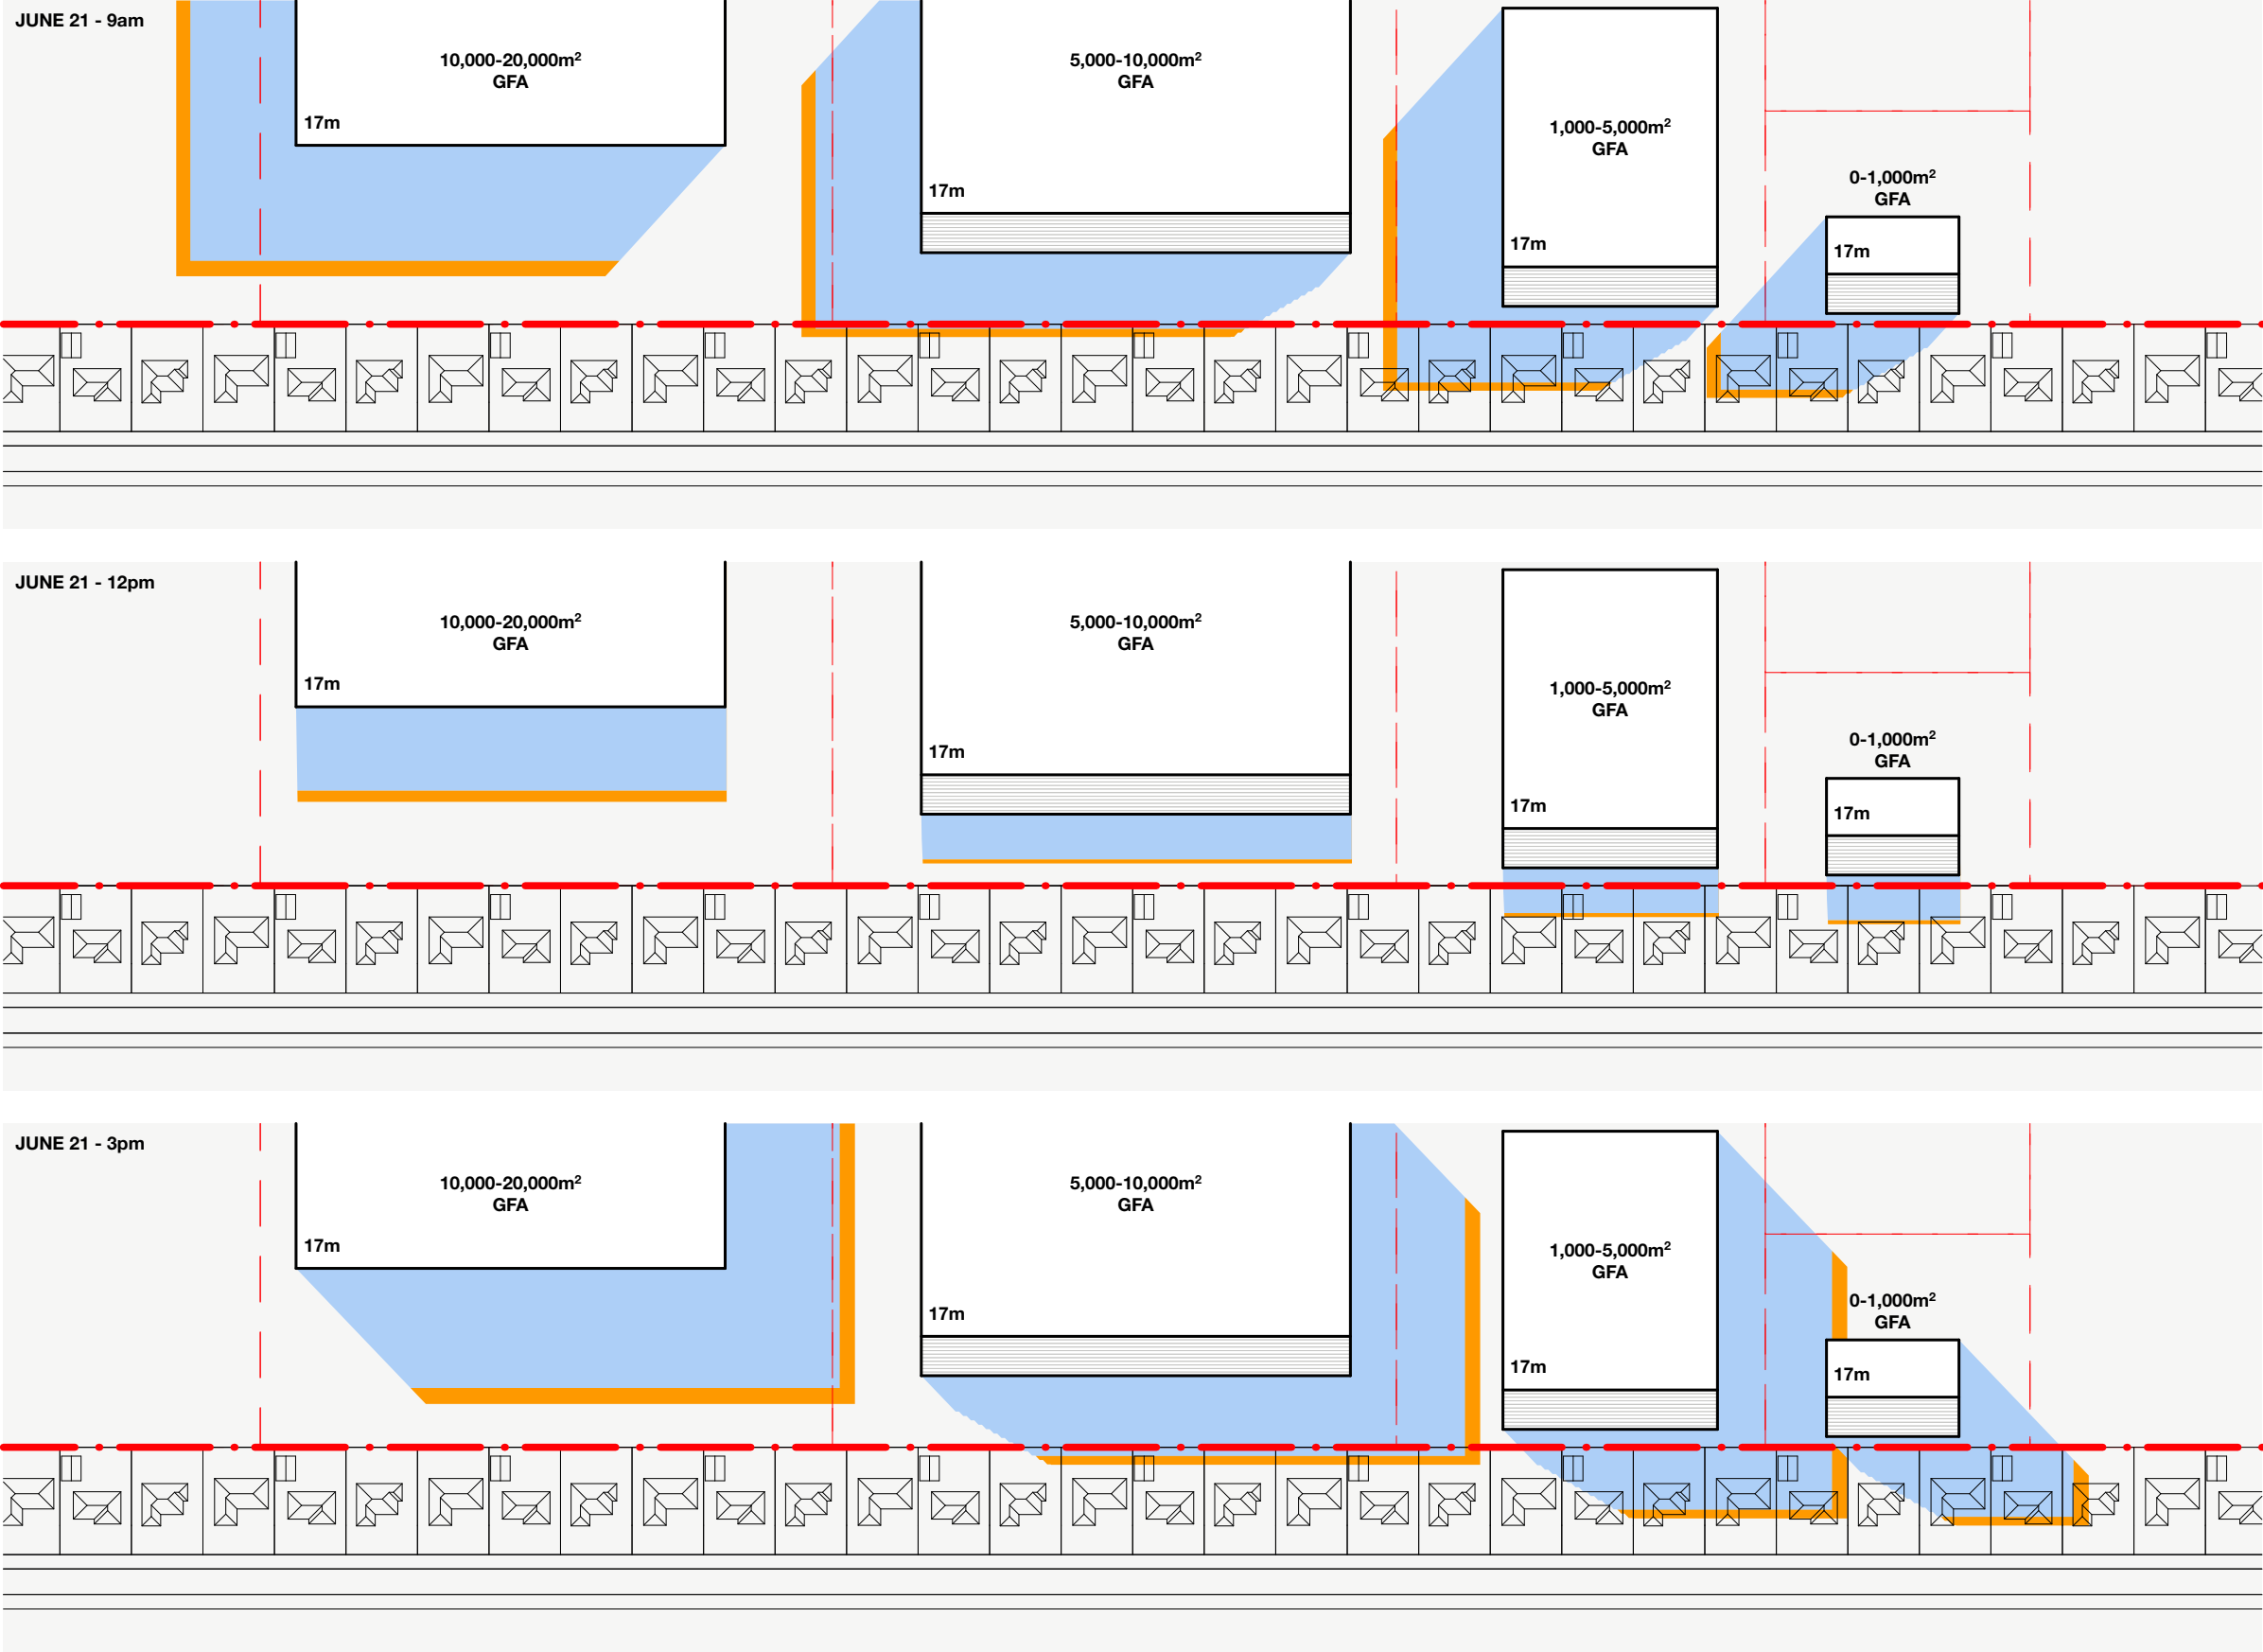 JUNE 21 - 9am
10,000-20,000m²
GFA
17m
5,000-10,000m²
GFA
17m
1,000-5,000m²
GFA
17m
0-1,000m²
GFA
17m
JUNE 21 - 12pm
10,000-20,000m²
GFA
17m
5,000-10,000m²
GFA
17m
1,000-5,000m²
GFA
17m
0-1,000m²
GFA
17m
JUNE 21 - 3pm
10,000-20,000m²
GFA
17m
5,000-10,000m²
GFA
17m
1,000-5,000m²
GFA
17m
0-1,000m²
GFA
17m